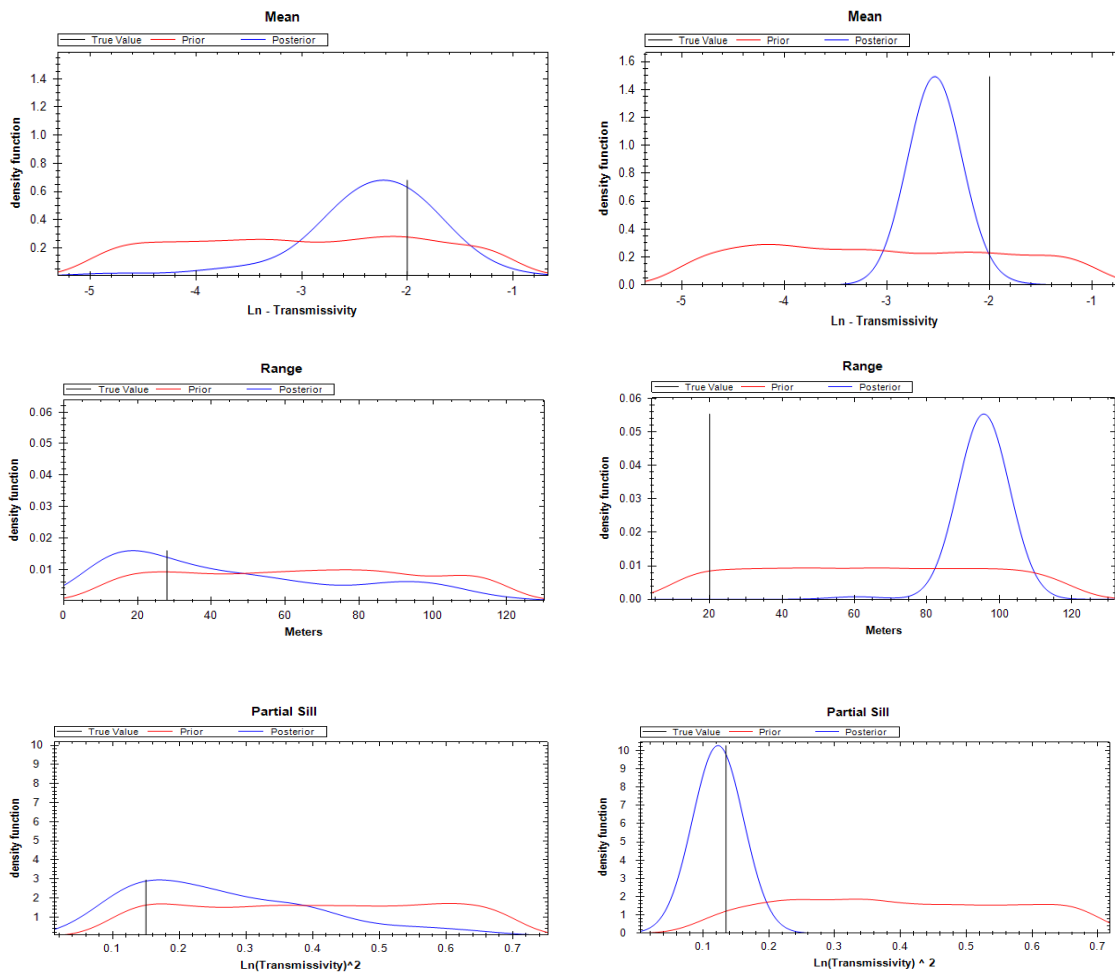 Mean
True Value Prior Posterior
density function
1.4
1.2
1.0
0.8
0.6
0.4
0.2
-5 -4 -3 -2 -1
Ln - Transmissivity
Mean
True Value Prior Posterior
density function
1.6
1.4
1.2
1.0
0.8
0.6
0.4
0.2
0.0
-5 -4 -3 -2 -1
Ln - Transmissivity
Range
True Value Prior Posterior
density function
0.06
0.05
0.04
0.03
0.02
0.01
0 20 40 60 80 100 120
Meters
Range
True Value Prior Posterior
density function
0.06
0.05
0.04
0.03
0.02
0.01
0.00
20 40 60 80 100 120
Meters
Partial Sill
True Value Prior Posterior
density function
10
9
8
7
6
5
4
3
2
1
0.1 0.2 0.3 0.4 0.5 0.6 0.7
Ln(Transmissivity)^2
Partial Sill
True Value Prior Posterior
density function
10
9
8
7
6
5
4
3
2
1
0
0.1 0.2 0.3 0.4 0.5 0.6 0.7
Ln(Transmissivity) ^ 2